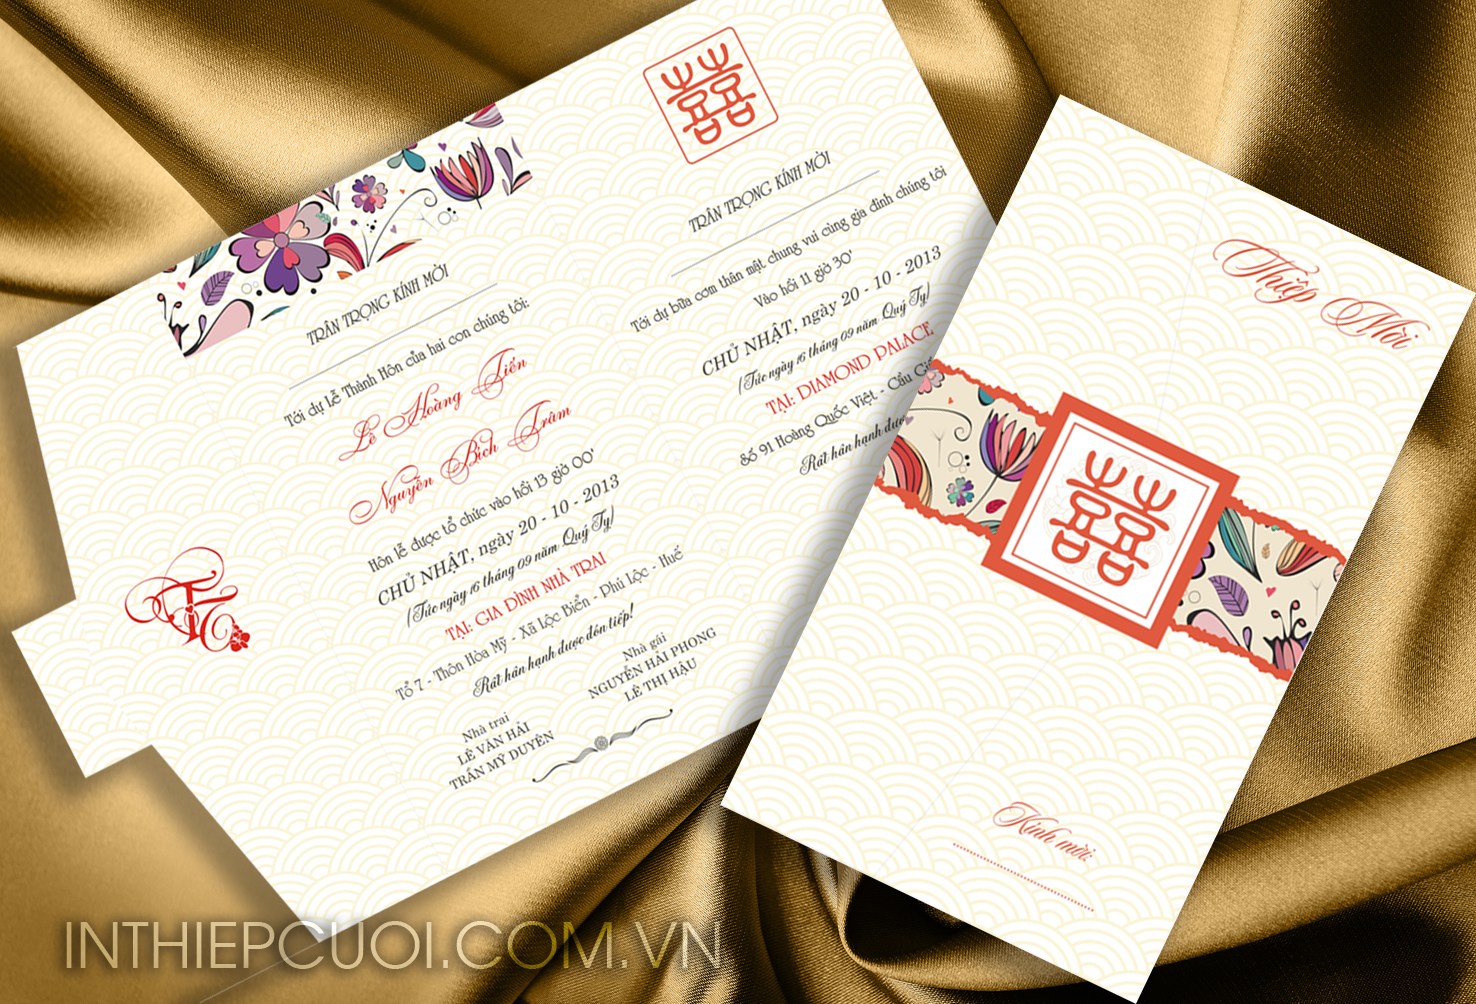 TRÂN TRỌNG KÍNH MỜI
Tới dự Lễ Thành Hôn của hai con chúng tôi:
Lê Hoàng Tiến
Nguyễn Bích Trâm
Hôn lễ được tổ chức vào hồi 13 giờ 00'
CHỦ NHẬT, ngày 20 - 10 - 2013
(Tức ngày 16 tháng 09 năm Quý Tỵ)
TẠI: GIA ĐÌNH NHÀ TRAI
Tổ 7 - Thôn Hòa Mỹ - Xã Lộc Biển - Phú Lộc - Huế
Rất hân hạnh được đón tiếp!
Nhà trai
LÊ VĂN HẢI
TRẦN MỸ DUYÊN
Nhà gái
NGUYỄN HẢI PHONG
LÊ THỊ HẬU
囍
TRÂN TRỌNG KÍNH MỜI
Tới dự bữa cơm thân mật chung vui cùng gia đình chúng tôi
Vào hồi 11 giờ 30'
CHỦ NHẬT, ngày 20 - 10 - 2013
(Tức ngày 16 tháng 09 năm Quý Tỵ)
TẠI: DIAMOND PALACE
Số 91 Hoàng Quốc Việt - Cầu
Rất hân hạnh
Thiệp Mời
囍
Kính mời:
INTHIEPCUOI.COM.VN